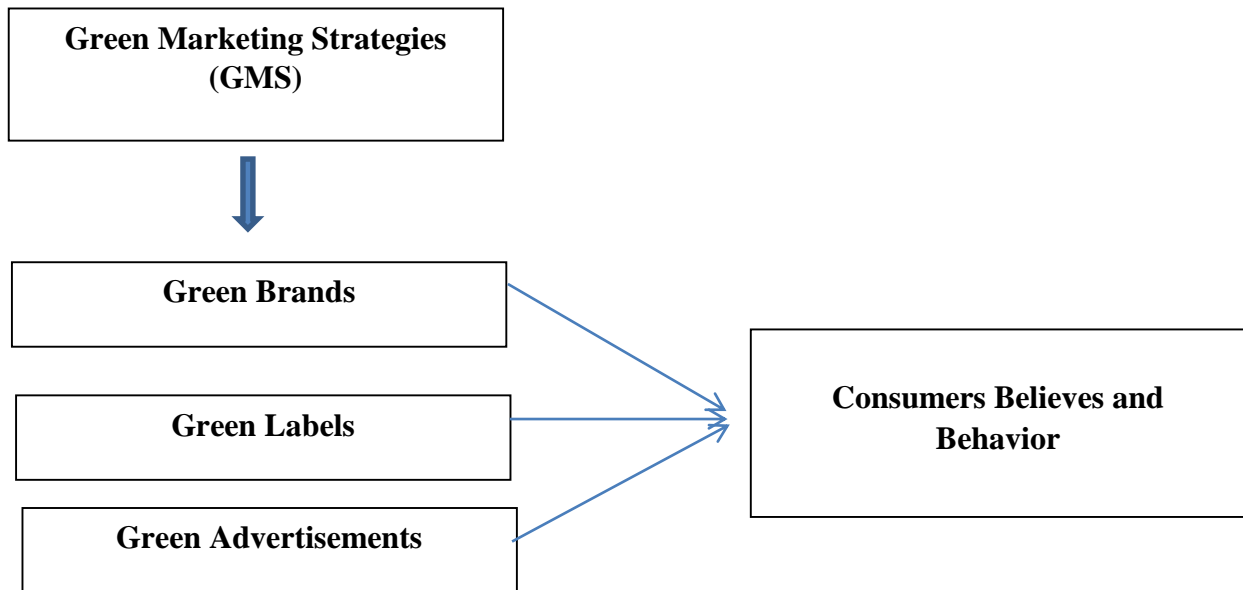 Green Marketing Strategies
(GMS)
Green Brands
Green Labels
Green Advertisements
Consumers Believes and
Behavior